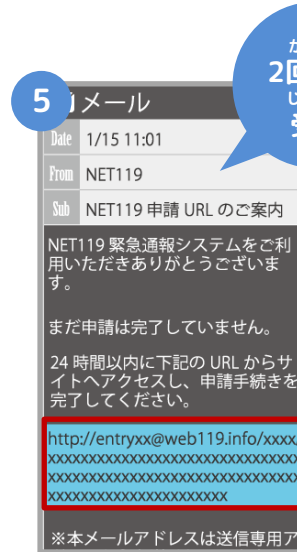 2回
5
メール
Date 1/15 11:01
From NET119
Sub NET119 申請 URL のご案内
NET119 緊急通報システムをご利
用いただきありがとうございま
す。
まだ申請は完了していません。
24 時間以内に下記の URL からサ
イトへアクセスし、申請手続きを
完了してください。
http://entryxx@web119.info/xxxx/
xxxxxxxxxxxxxxxxxxxxxxxxxxxxx
xxxxxxxxxxxxxxxxxxxxxxxxxxxxx
xxxxxxxxxxxxxxxxxxxxx
※本メールアドレスは送信専用ア